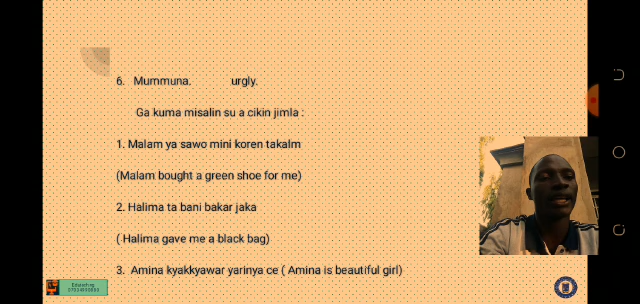 6. Mummuna. urgly.
Ga kuma misalin su a cikin jimla :
1. Malam ya sawo mini koren takalm
(Malam bought a green shoe for me)
2. Halima ta bani bakar jaka
( Halima gave me a black bag)
3. Amina kyakkyawar yarinya ce ( Amina is beautiful girl)